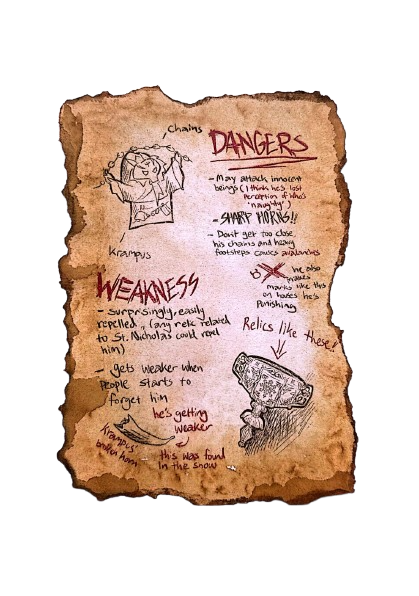 Chains
DANGERS
- May attack innocent
beings (I think he's lost
perception of who's
"naughty")
- SHARP HORNS!!
- Don't get too close
his chains and heavy
footsteps causes avalanches
Krampus
he also
makes
marks like this
on houses he's
Punishing
WEAKNESS
- surprisingly, easily
repelled.. (any relic related
to St. Nicholas could repel
him)
- gets weaker when
people starts to
forget him
Relics like these!
he's getting
weaker
Krampus'
broken horn
this was found
in the snow